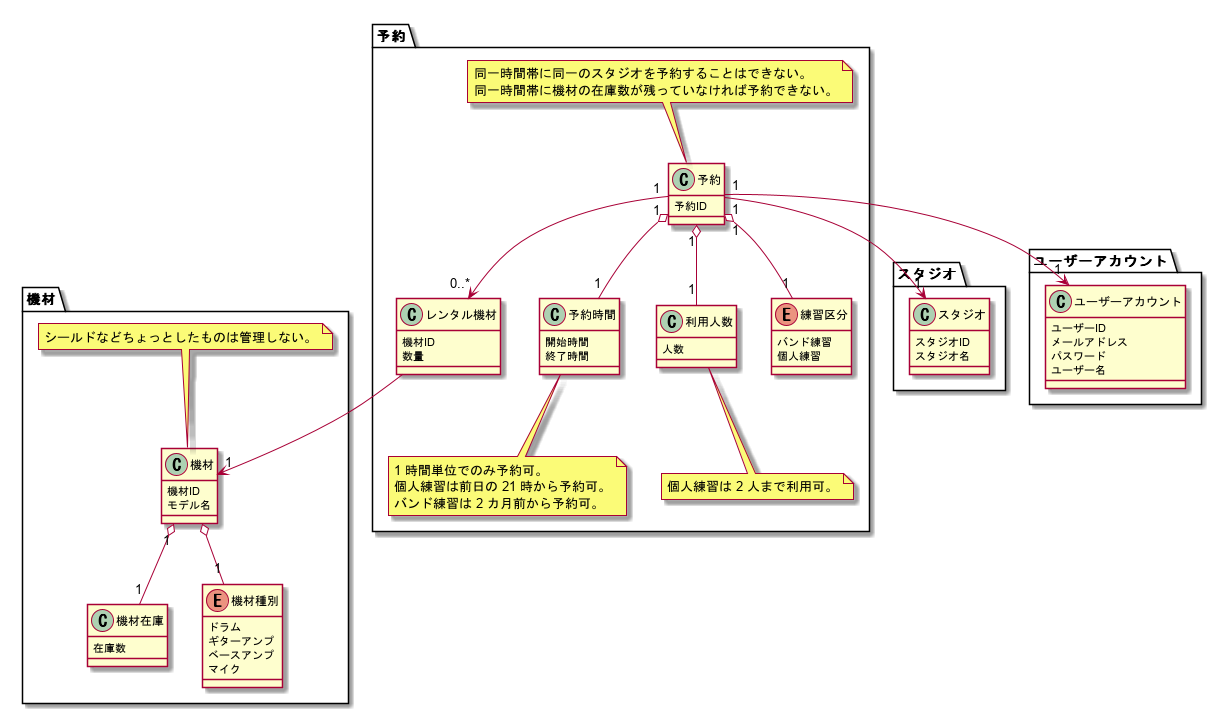 予約
同一時間帯に同一のスタジオを予約することはできない。
同一時間帯に機材の在庫数が残っていなければ予約できない。
C 予約
予約ID
1
1
1
1
1
1
0..*
1
1
1
1
1
C レンタル機材
機材ID
数量
C 予約時間
開始時間
終了時間
C 利用人数
人数
E 練習区分
バンド練習
個人練習
1 時間単位でのみ予約可。
個人練習は前日の 21 時から予約可。
バンド練習は 2 カ月前から予約可。
個人練習は 2 人まで利用可。
スタジオ
C スタジオ
スタジオID
スタジオ名
ユーザーアカウント
C ユーザーアカウント
ユーザーID
メールアドレス
パスワード
ユーザー名
機材
シールドなどちょっとしたものは管理しない。
C 機材
1
機材ID
モデル名
1
1
1
C 機材在庫
在庫数
E 機材種別
ドラム
ギターアンプ
ベースアンプ
マイク